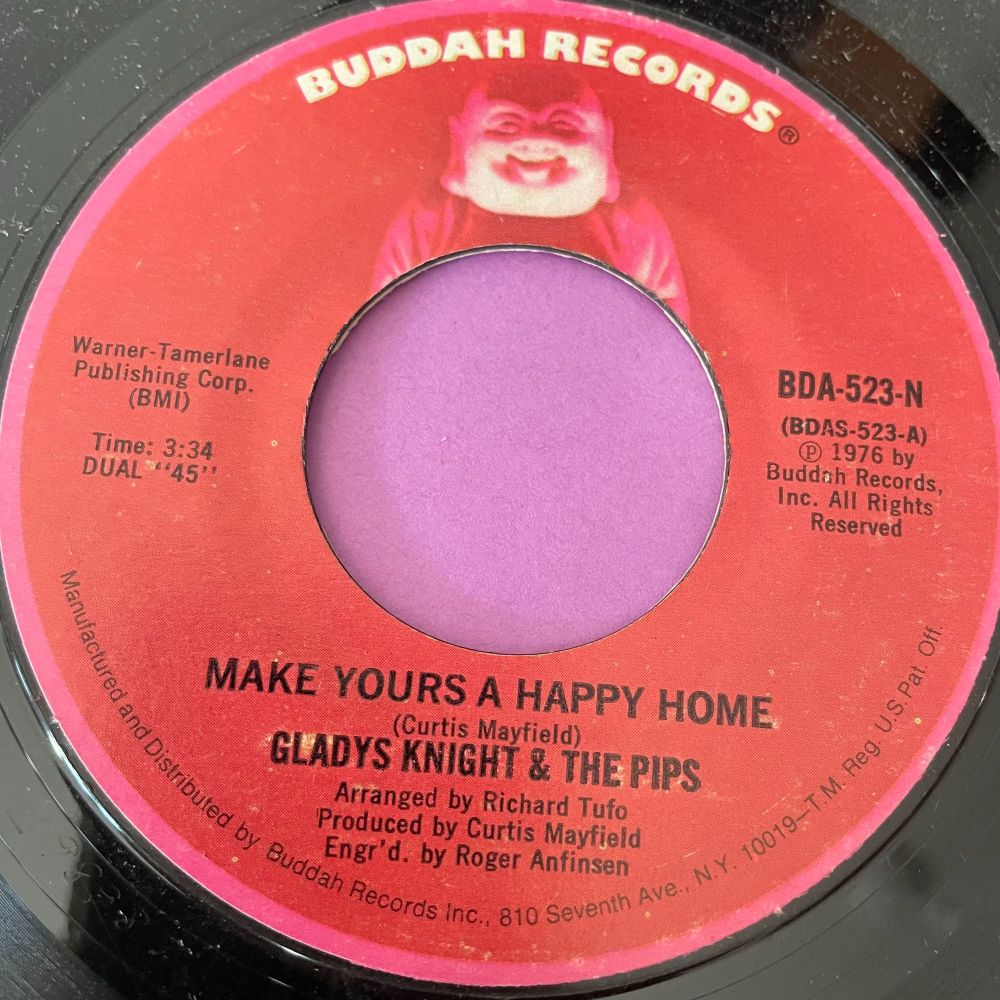 BUDDAH RECORDS®
Warner-Tamerlane
Publishing Corp.
(BMI)
Time: 3:34
DUAL "45"
BDA-523-N
(BDAS-523-A)
℗ 1976 by
Buddah Records,
Inc. All Rights
Reserved
MAKE YOURS A HAPPY HOME
(Curtis Mayfield)
GLADYS KNIGHT & THE PIPS
Arranged by Richard Tufo
Produced by Curtis Mayfield
Engr'd. by Roger Anfinsen
Manufactured and Distributed by Buddah Records Inc., 810 Seventh Ave., N.Y. 10019–T.M. Reg. U.S. Pat. Off.